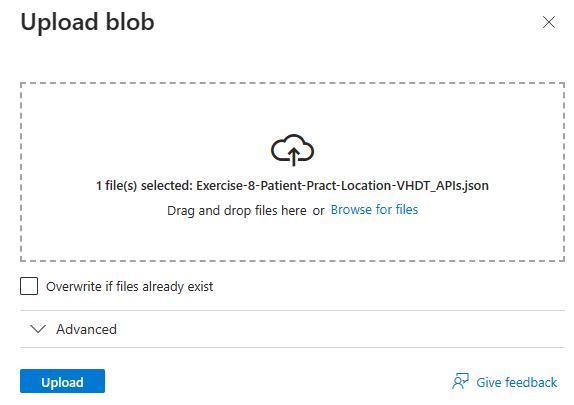 Upload blob
1 file(s) selected: Exercise-8-Patient-Pract-Location-VHDT_APIs.json
Drag and drop files here or Browse for files
Overwrite if files already exist
Advanced
Upload
Give feedback